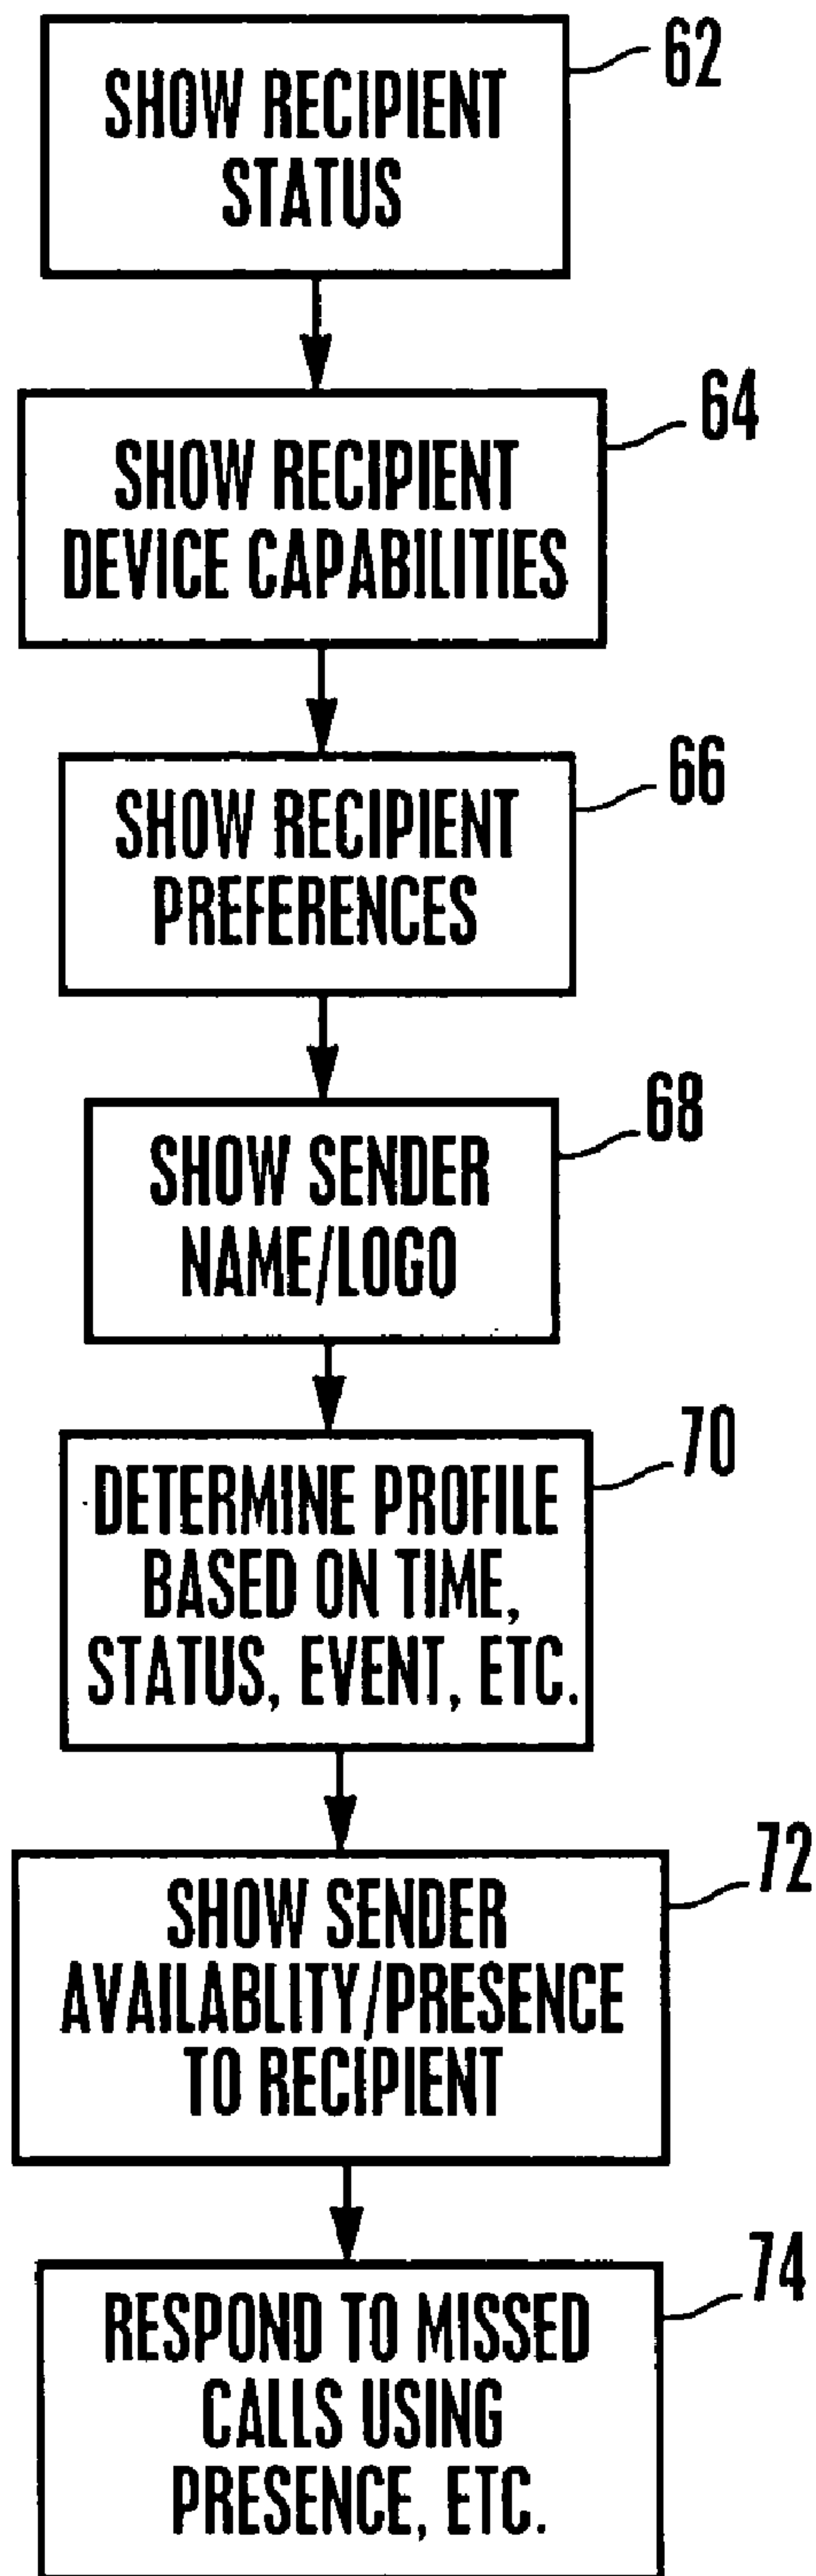 SHOW RECIPIENT
STATUS
62
SHOW RECIPIENT
DEVICE CAPABILITIES
64
SHOW RECIPIENT
PREFERENCES
66
SHOW SENDER
NAME/LOGO
68
DETERMINE PROFILE
BASED ON TIME,
STATUS, EVENT, ETC.
70
SHOW SENDER
AVAILABLITY/PRESENCE
TO RECIPIENT
72
RESPOND TO MISSED
CALLS USING
PRESENCE, ETC.
74